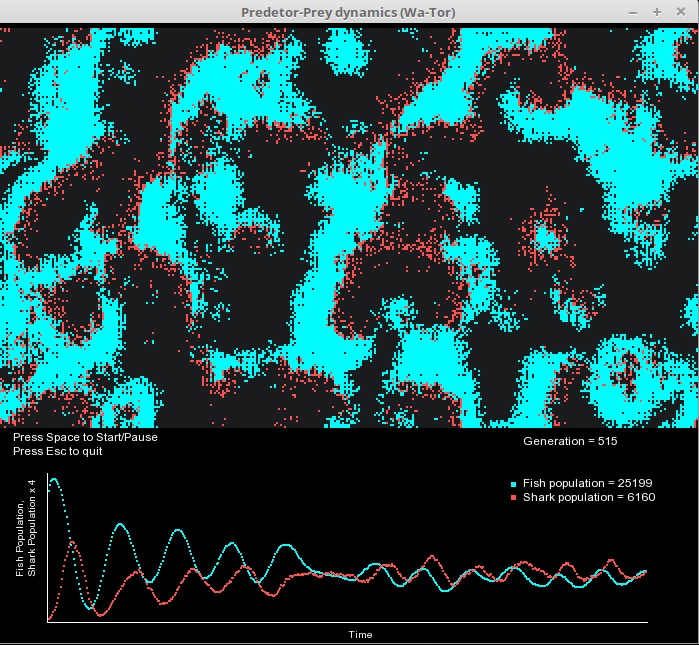 Predetor-Prey dynamics (Wa-Tor)
Press Space to Start/Pause
Press Esc to quit
Generation = 515
Fish population = 25199
Shark population = 6160
Fish Population,
Shark Population x 4
Time